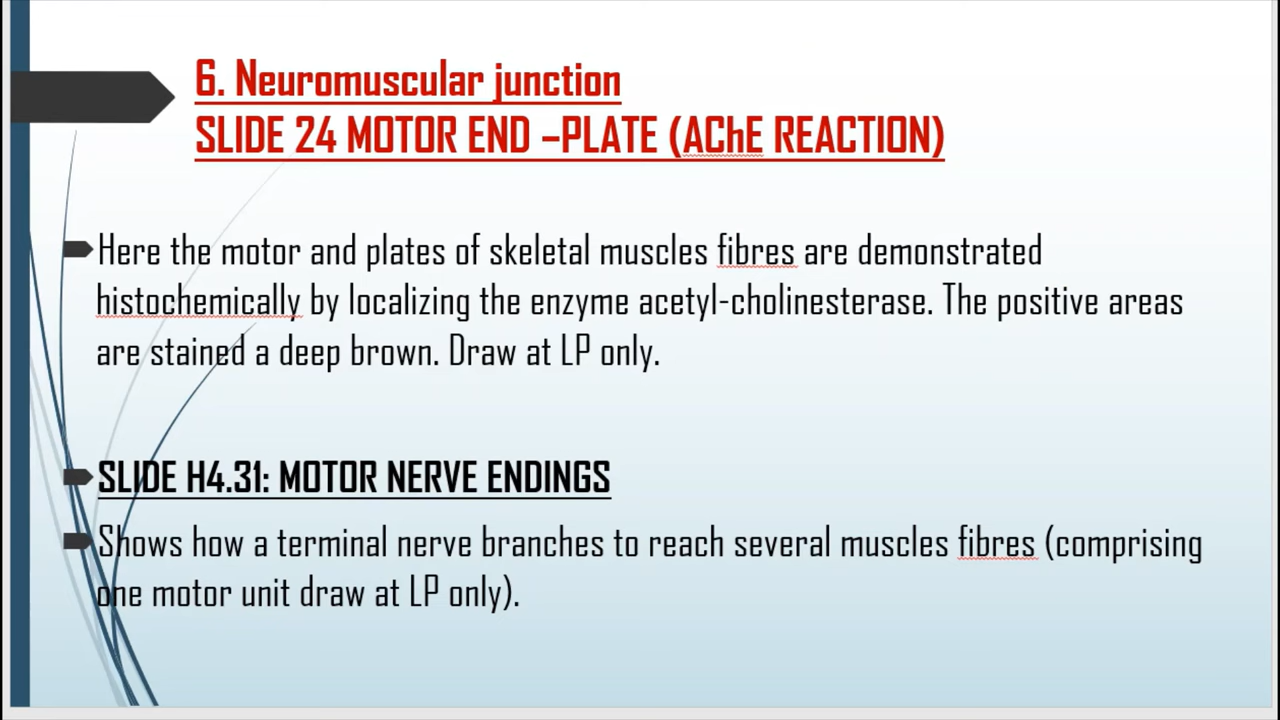 6. Neuromuscular junction
SLIDE 24 MOTOR END –PLATE (AChE REACTION)
Here the motor and plates of skeletal muscles fibres are demonstrated
histochemically by localizing the enzyme acetyl-cholinesterase. The positive areas
are stained a deep brown. Draw at LP only.
SLIDE H4.31: MOTOR NERVE ENDINGS
Shows how a terminal nerve branches to reach several muscles fibres (comprising
one motor unit draw at LP only).